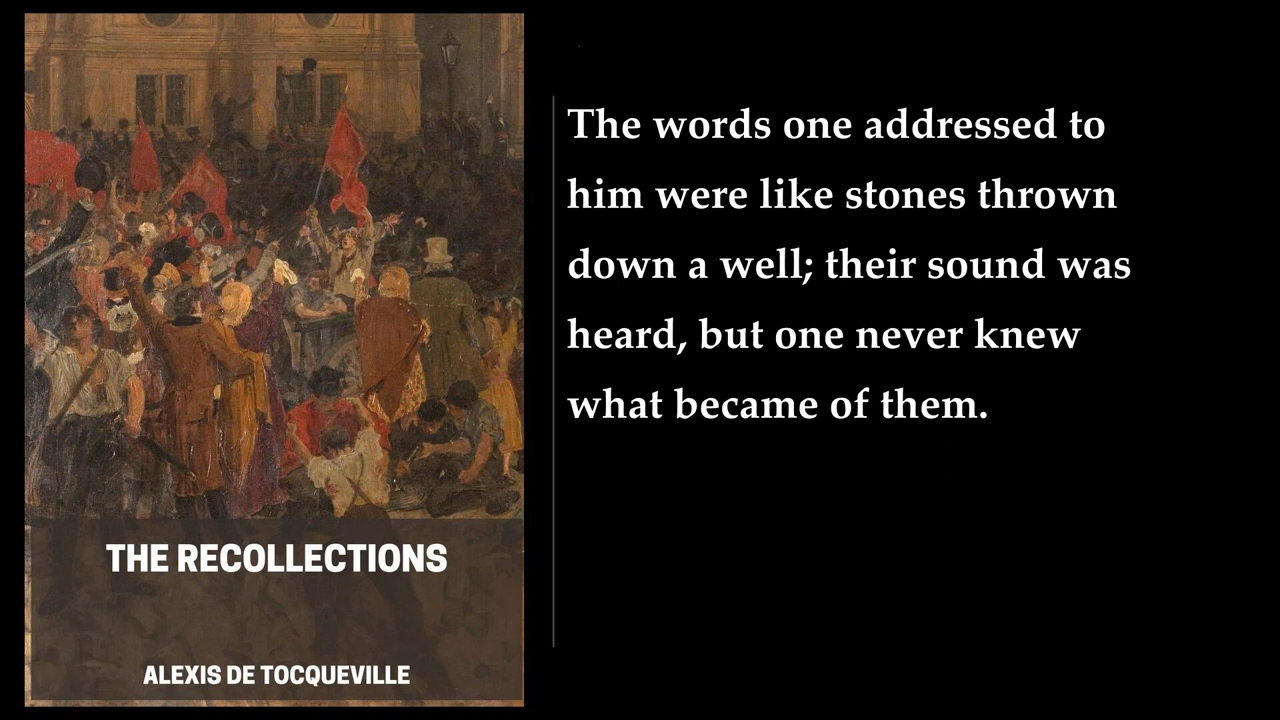 THE RECOLLECTIONS
ALEXIS DE TOCQUEVILLE
The words one addressed to
him were like stones thrown
down a well; their sound was
heard, but one never knew
what became of them.